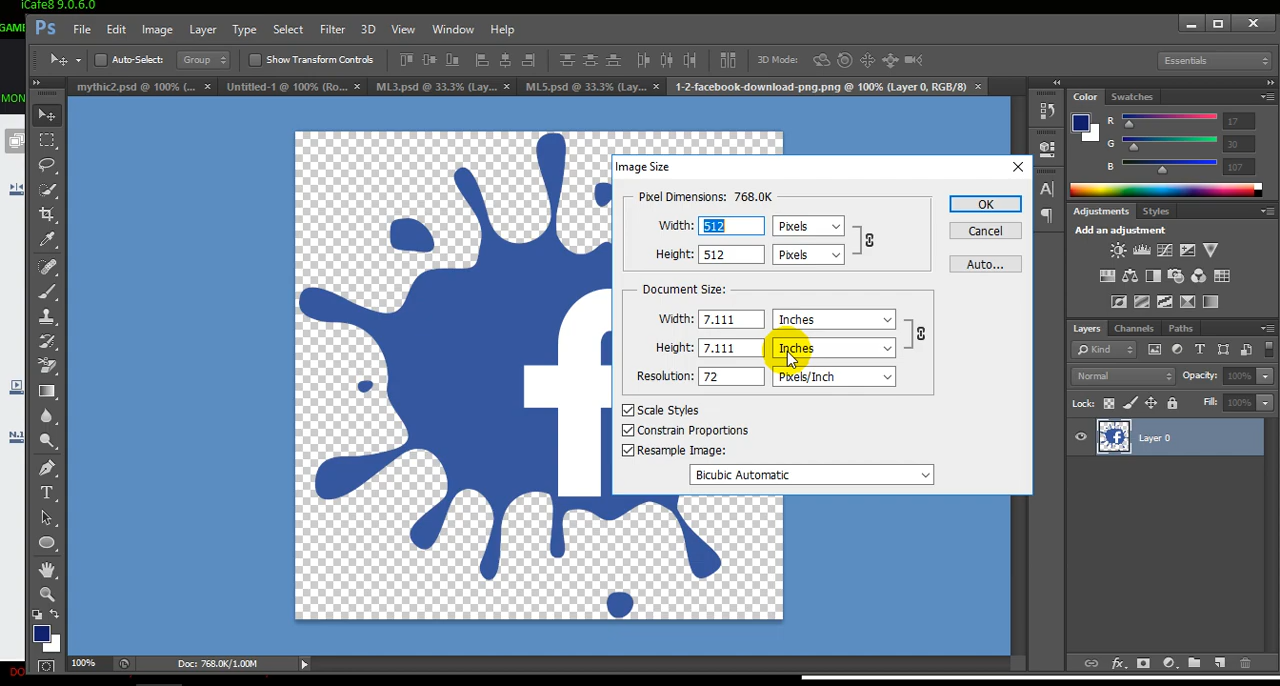 iCafe8 9.0.6.0
GAME
Ps File Edit Image Layer Type Select Filter 3D View Window Help
Auto-Select: Group Show Transform Controls 3D Mode: Essentials
mythic2.psd @ 100% (... × Untitled-1 @ 100% (Ro... × ML3.psd @ 33.3% (Lay... × ML5.psd @ 33.3% (Lay... × 1-2-facebook-download-png.png @ 100% (Layer 0, RGB/8) ×
MON
Color Swatches
R 17
G 30
B 107
Image Size
Pixel Dimensions: 768.0K
Width: 512 Pixels
Height: 512 Pixels
OK
Cancel
Auto...
Document Size:
Width: 7.111 Inches
Height: 7.111 Inches
Resolution: 72 Pixels/Inch
Scale Styles
Constrain Proportions
Resample Image:
Bicubic Automatic
Adjustments Styles
Add an adjustment
Layers Channels Paths
Kind
Normal Opacity: 100%
Lock: Fill: 100%
Layer 0
f
N.1
DO
100% Doc: 768.0K/1.00M